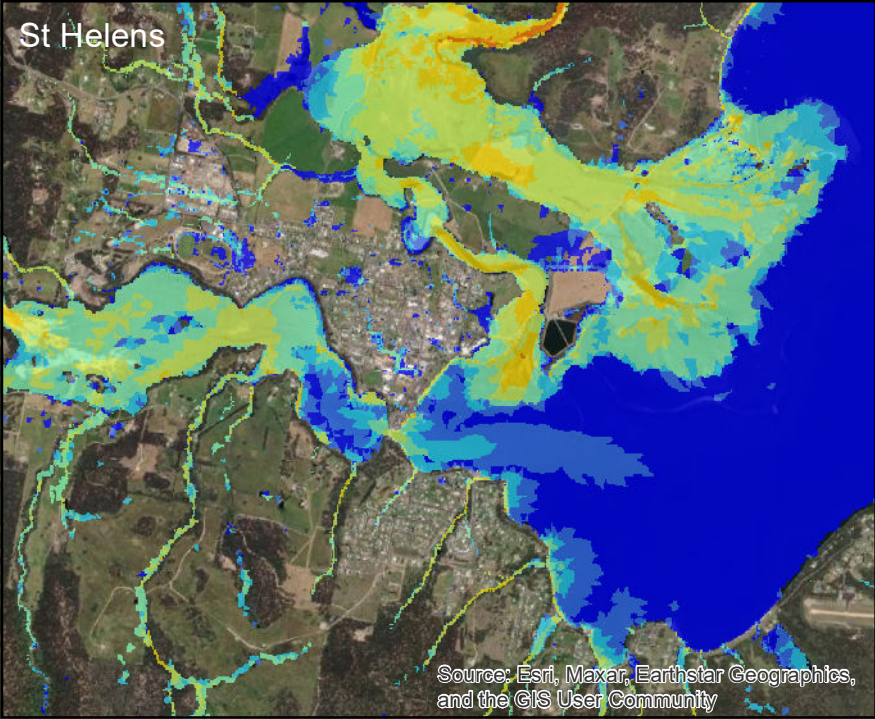 St Helens
Source: Esri, Maxar, Earthstar Geographics,
and the GIS User Community